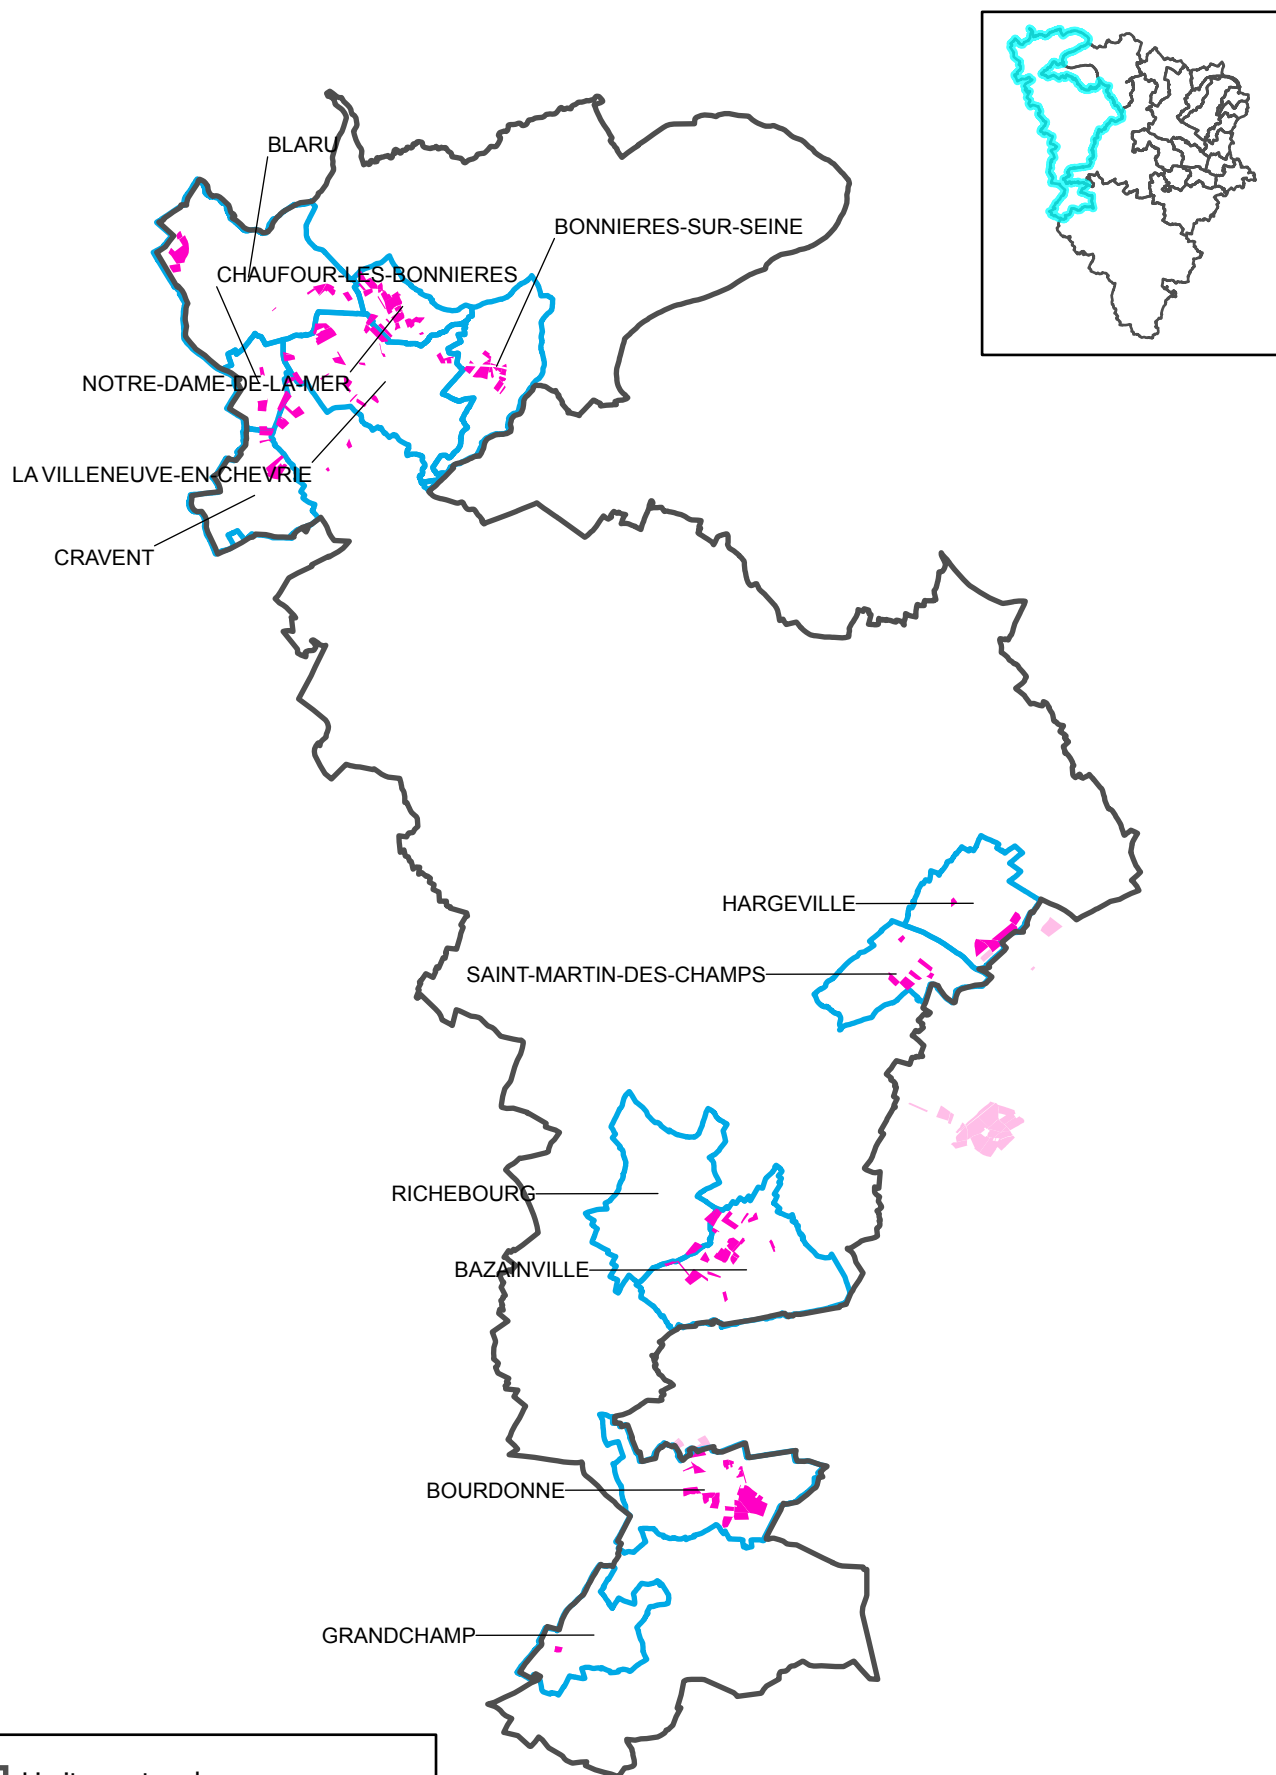 BLARU
BONNIERES-SUR-SEINE
CHAUFOUR-LES-BONNIERES
NOTRE-DAME-DE-LA-MER
LA VILLENEUVE-EN-CHEVRIE
CRAVENT
HARGEVILLE
SAINT-MARTIN-DES-CHAMPS
RICHEBOURG
BAZAINVILLE
BOURDONNE
GRANDCHAMP